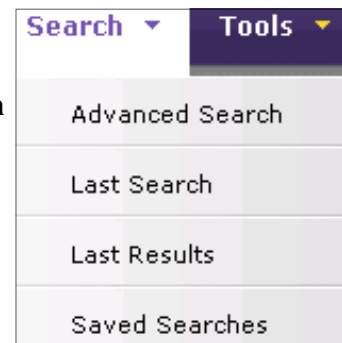 Search Tools
Advanced Search
Last Search
Last Results
Saved Searches